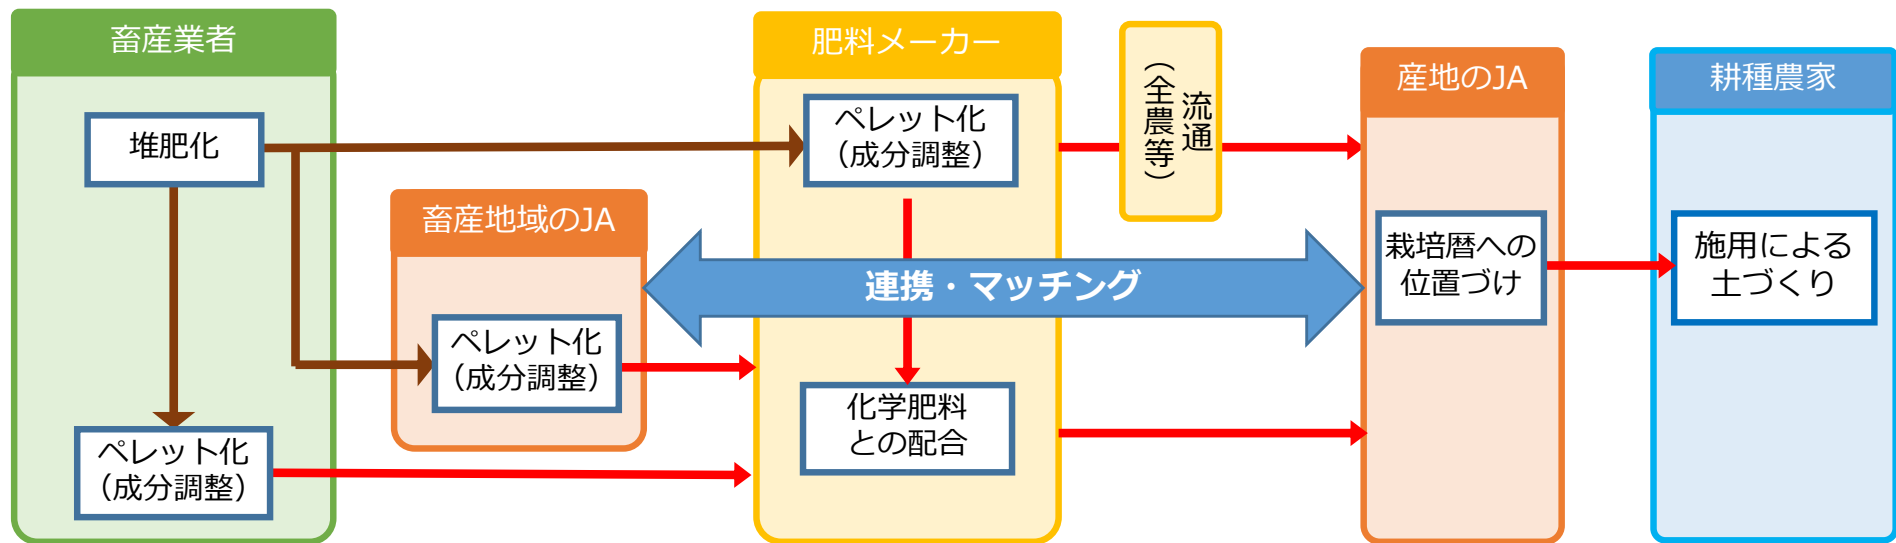 畜産業者
堆肥化
ペレット化
（成分調整）
畜産地域のJA
ペレット化
（成分調整）
肥料メーカー
ペレット化
（成分調整）
連携・マッチング
化学肥料
との配合
流通
（全農等）
産地のJA
栽培暦への
位置づけ
耕種農家
施用による
土づくり